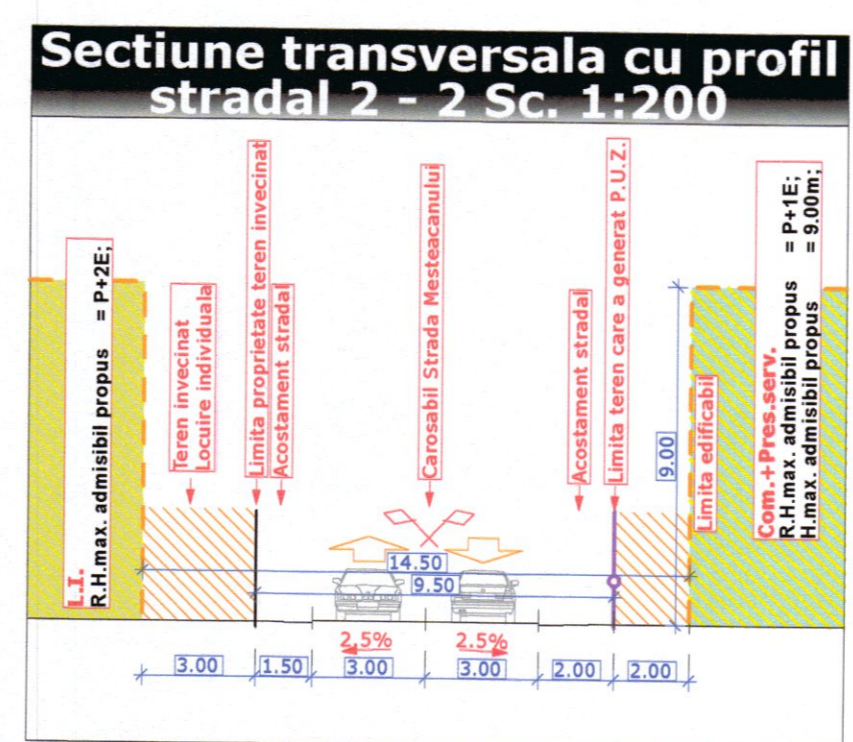 Sectiune transversala cu profil
stradal 2 - 2 Sc. 1:200
L.I.
R.H.max. admisibil propus = P+2E;
Teren invecinat
Locuire individuala
Limita proprietate teren invecinat
Acostament stradal
Carosabil Strada Mesteacanului
Acostament stradal
Limita teren care a generat P.U.Z.
9.00
Limita edificabil
Com.+Pres.serv.
R.H.max. admisibil propus = P+1E;
H.max. admisibil propus = 9.00m;
14.50
9.50
2.5% 2.5%
3.00 1.50 3.00 3.00 2.00 2.00